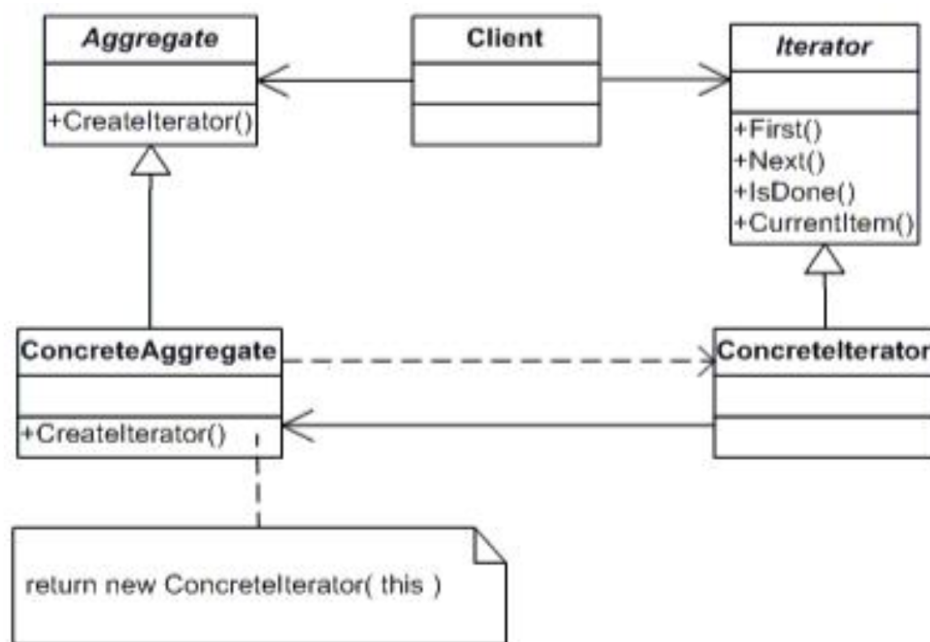 Aggregate
+CreateIterator()
Client
Iterator
+First()
+Next()
+IsDone()
+CurrentItem()
ConcreteAggregate
+CreateIterator()
ConcreteIterator
return new ConcreteIterator( this )